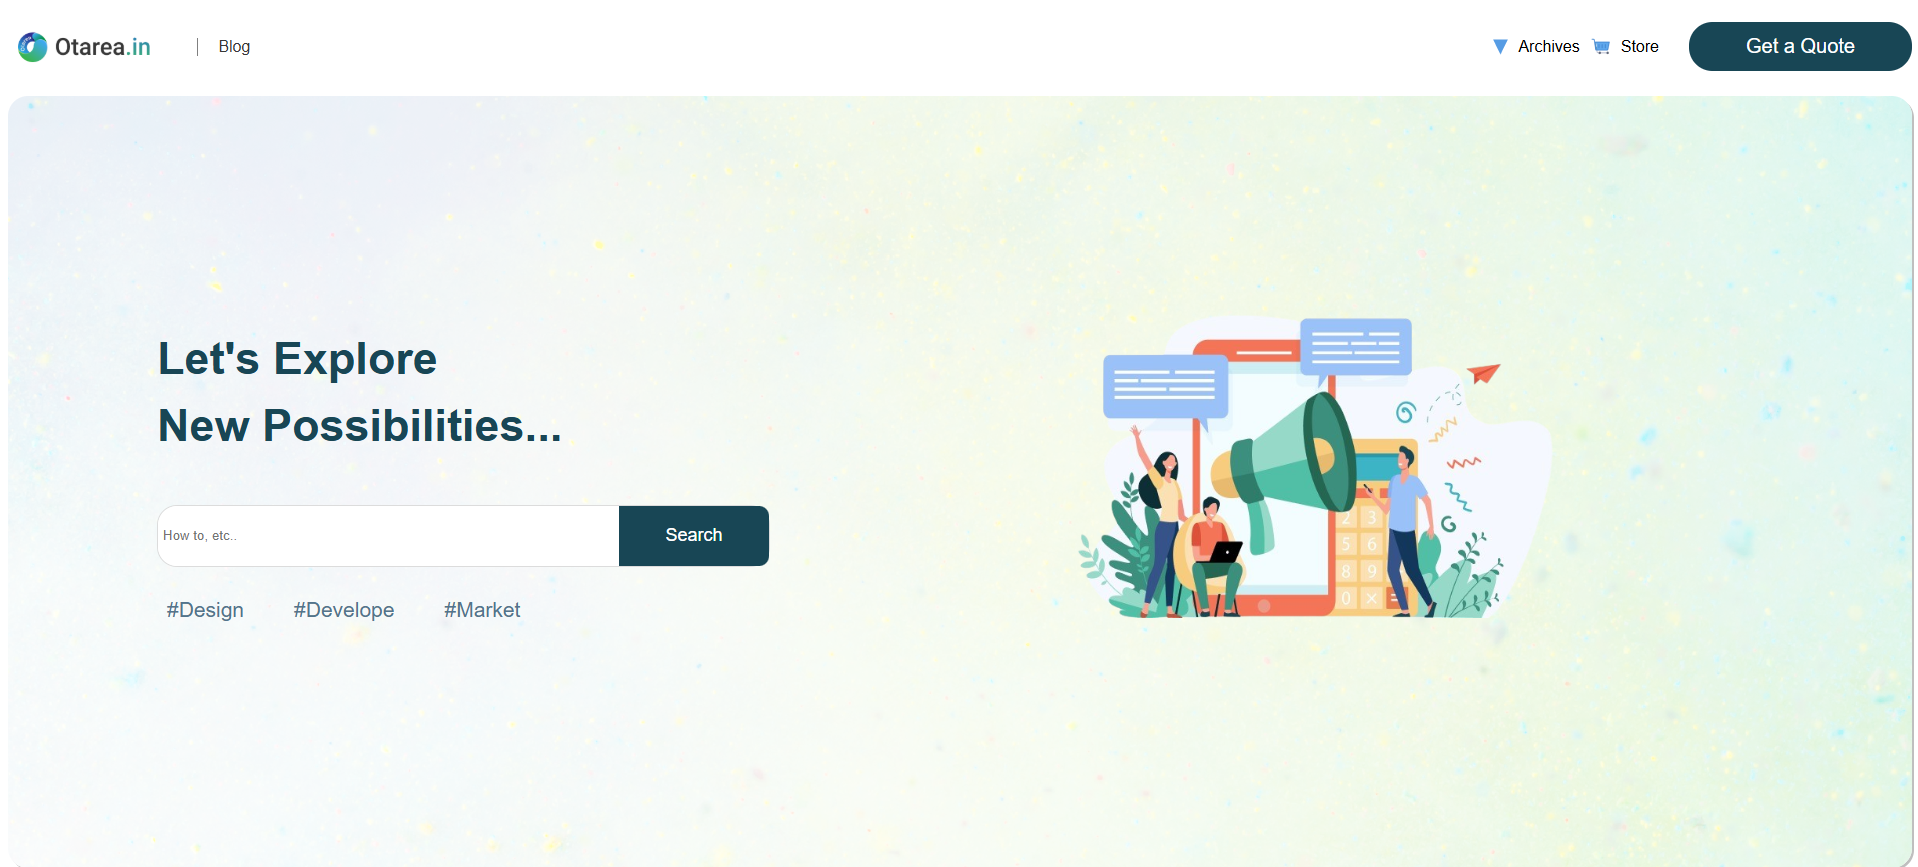 Otarea.in | Blog
Archives Store Get a Quote
Let's Explore
New Possibilities...
How to, etc.. Search
#Design #Develope #Market
2 3
5 6
8 9
0 × =